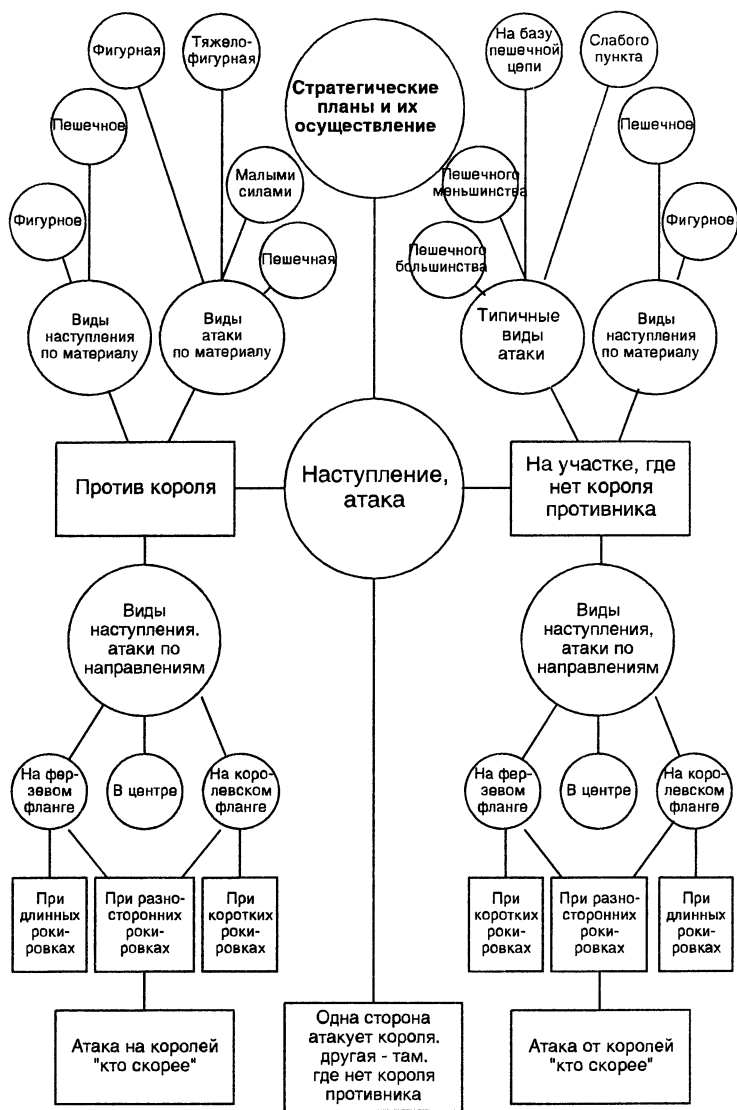 Фигурная
Тяжело-
фигурная
Стратегические
планы и их
осуществление
На базу
пешечной
цепи
Слабого
пункта
Пешечное
Фигурное
Малыми
силами
Пешечная
Пешечного
меньшинства
Пешечного
большинства
Пешечное
Фигурное
Виды
наступления
по материалу
Виды
атаки
по материалу
Типичные
виды
атаки
Виды
наступления
по материалу
Против короля
Наступление,
атака
На участке, где
нет короля
противника
Виды
наступления.
атаки по
направлениям
Виды
наступления,
атаки по
направлениям
На фер-
зевом
фланге
В центре
На коро-
левском
фланге
На фер-
зевом
фланге
В центре
На коро-
левском
фланге
При
длинных
роки-
ровках
При разно-
сторонних
роки-
ровках
При
коротких
роки-
ровках
При
коротких
роки-
ровках
При разно-
сторонних
роки-
ровках
При
длинных
роки-
ровках
Атака на королей
"кто скорее"
Одна сторона
атакует короля.
другая - там.
где нет короля
противника
Атака от королей
"кто скорее"